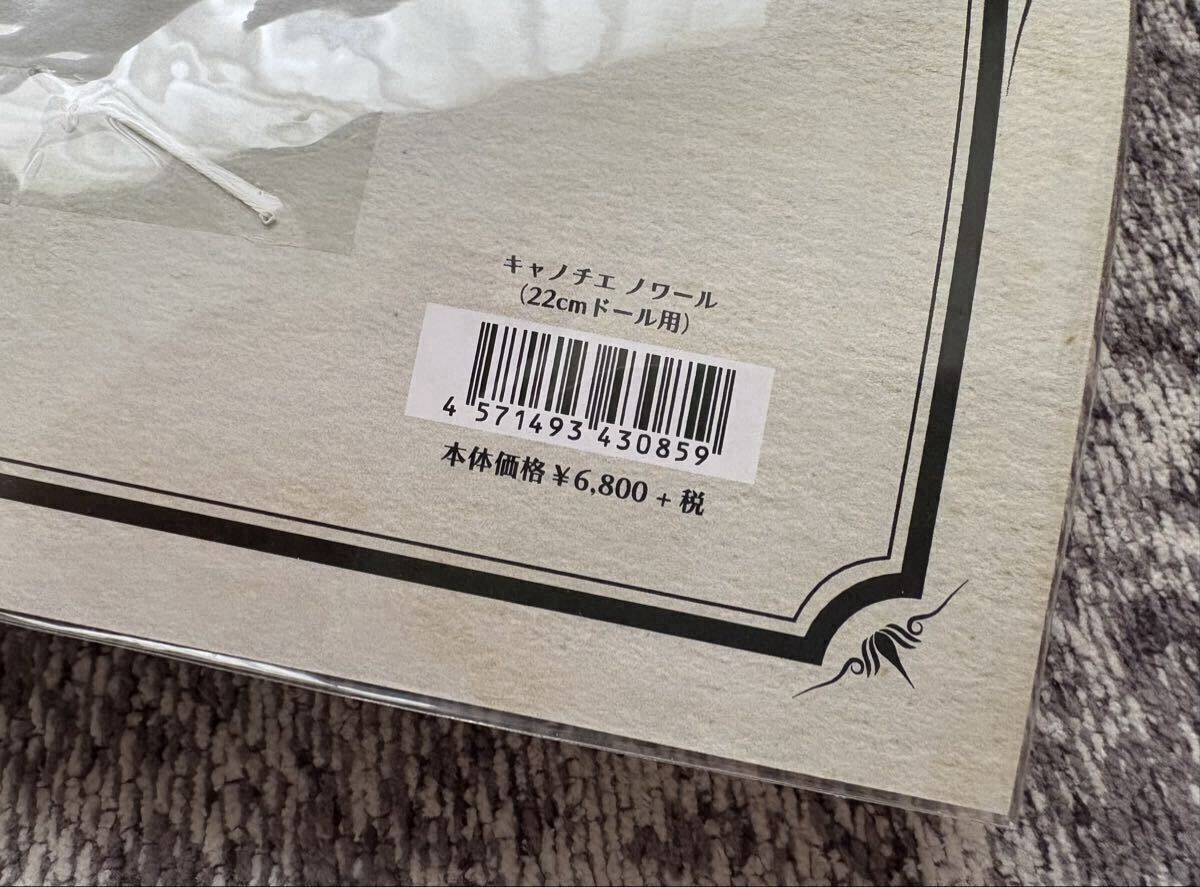 キャノチエ ノワール
(22cmドール用)
4 571493 430859
本体価格 ¥6,800 + 税